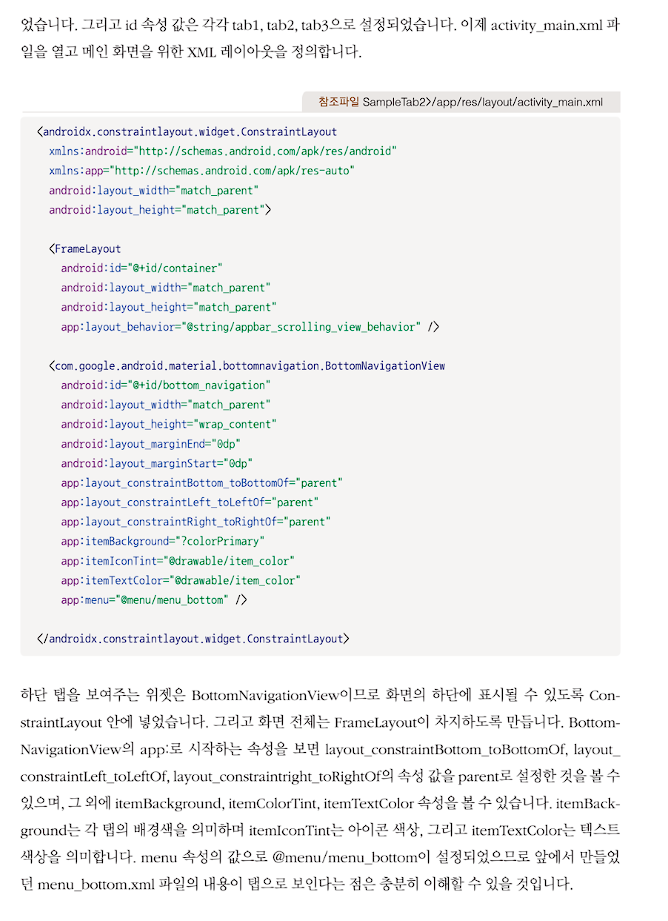 었습니다. 그리고 id 속성 값은 각각 tab1, tab2, tab3으로 설정되었습니다. 이제 activity_main.xml 파
일을 열고 메인 화면을 위한 XML 레이아웃을 정의합니다.
참조파일 SampleTab2>/app/res/layout/activity_main.xml
<androidx.constraintlayout.widget.ConstraintLayout
xmlns:android="http://schemas.android.com/apk/res/android"
xmlns:app="http://schemas.android.com/apk/res-auto"
android:layout_width="match_parent"
android:layout_height="match_parent">
<FrameLayout
android:id="@+id/container"
android:layout_width="match_parent"
android:layout_height="match_parent"
app:layout_behavior="@string/appbar_scrolling_view_behavior" />
<com.google.android.material.bottomnavigation.BottomNavigationView
android:id="@+id/bottom_navigation"
android:layout_width="match_parent"
android:layout_height="wrap_content"
android:layout_marginEnd="0dp"
android:layout_marginStart="0dp"
app:layout_constraintBottom_toBottomOf="parent"
app:layout_constraintLeft_toLeftOf="parent"
app:layout_constraintRight_toRightOf="parent"
app:itemBackground="?colorPrimary"
app:itemIconTint="@drawable/item_color"
app:itemTextColor="@drawable/item_color"
app:menu="@menu/menu_bottom" />
</androidx.constraintlayout.widget.ConstraintLayout>
하단 탭을 보여주는 위젯은 BottomNavigationView이므로 화면의 하단에 표시될 수 있도록 Con-
straintLayout 안에 넣었습니다. 그리고 화면 전체는 FrameLayout이 차지하도록 만듭니다. Bottom-
NavigationView의 app:로 시작하는 속성을 보면 layout_constraintBottom_toBottomOf, layout_
constraintLeft_toLeftOf, layout_constraintright_toRightOf의 속성 값을 parent로 설정한 것을 볼 수
있으며, 그 외에 itemBackground, itemColorTint, itemTextColor 속성을 볼 수 있습니다. itemBack-
ground는 각 탭의 배경색을 의미하며 itemIconTint는 아이콘 색상, 그리고 itemTextColor는 텍스트
색상을 의미합니다. menu 속성의 값으로 @menu/menu_bottom이 설정되었으므로 앞에서 만들었
던 menu_bottom.xml 파일의 내용이 탭으로 보인다는 점은 충분히 이해할 수 있을 것입니다.